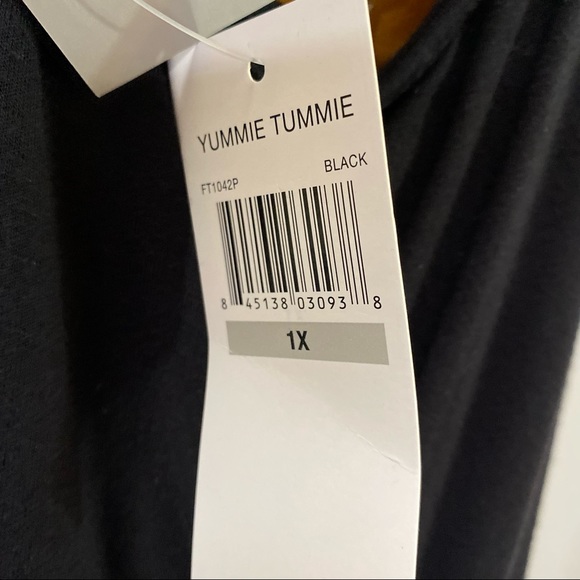 YUMMIE TUMMIE
FT1042P BLACK
8 45138 03093 8
1X